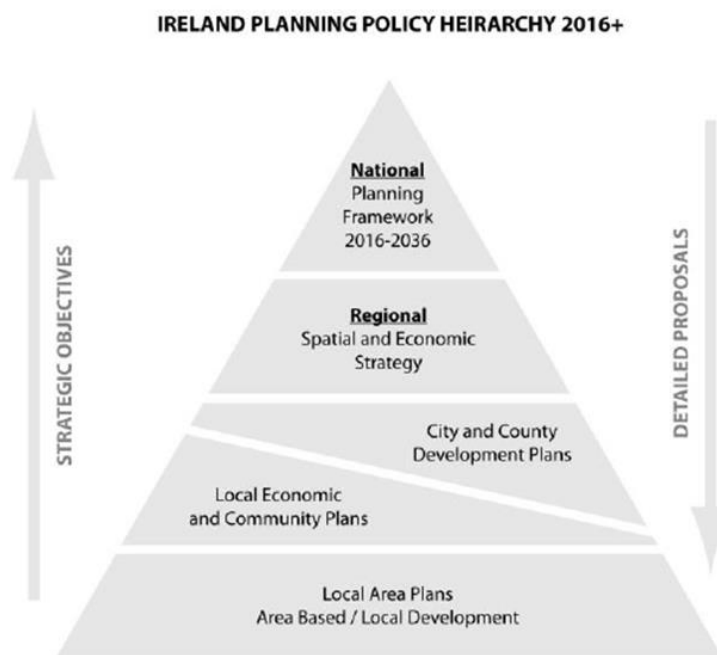 IRELAND PLANNING POLICY HEIRARCHY 2016+
National
Planning
Framework
2016-2036
Regional
Spatial and Economic
Strategy
City and County
Development Plans
Local Economic
and Community Plans
Local Area Plans
Area Based / Local Development
STRATEGIC OBJECTIVES
DETAILED PROPOSALS